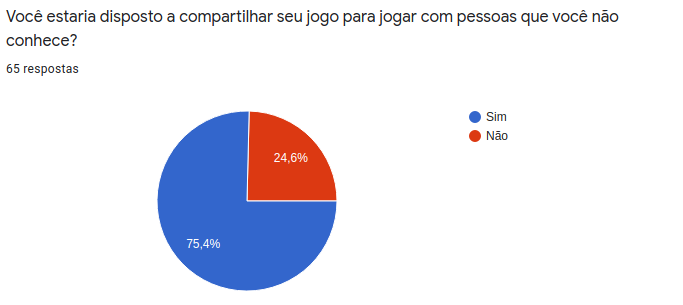 Você estaria disposto a compartilhar seu jogo para jogar com pessoas que você não
conhece?
65 respostas
Sim
Não
24,6%
75,4%